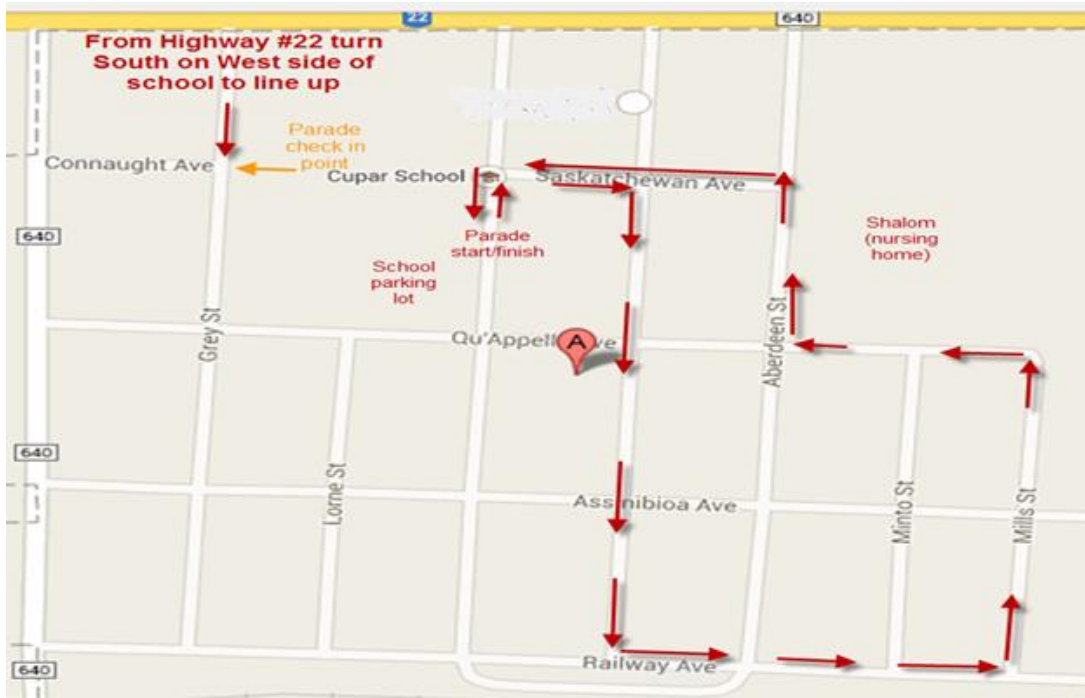 22
640
From Highway #22 turn
South on West side of
school to line up
Parade
check in
point
Connaught Ave
Cupar School
Saskatchewan Ave
640
Parade
start/finish
Shalom
(nursing
home)
School
parking
lot
Grey St
Qu'Appelle Ave
A
Aberdeen St
640
Lorne St
Assinibioa Ave
Minto St
Mills St
640
Railway Ave